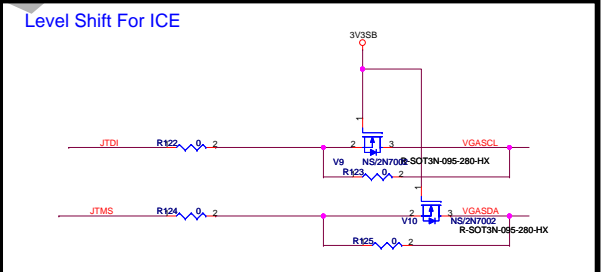 Level Shift For ICE
3V3SB
1
JTDI R122 0 2 2 3 VGASCL
V9 NS/2N7002 R-SOT3N-095-280-HX
R123 0 2
1
JTMS R124 0 2 2 3 VGASDA
V10 NS/2N7002
R-SOT3N-095-280-HX
R125 0 2